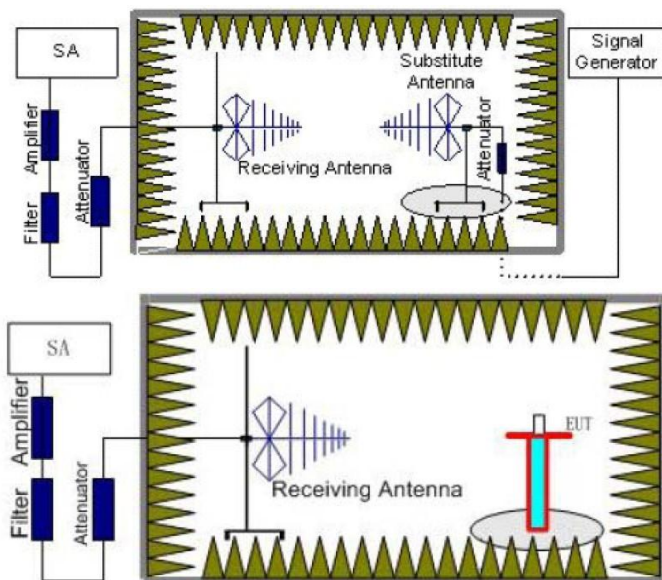 SA
Signal
Generator
Substitute
Antenna
Amplifier
Filter
Attenuator
Receiving Antenna
Attenuator
SA
Amplifier
Filter
Attenuator
Receiving Antenna
EUT